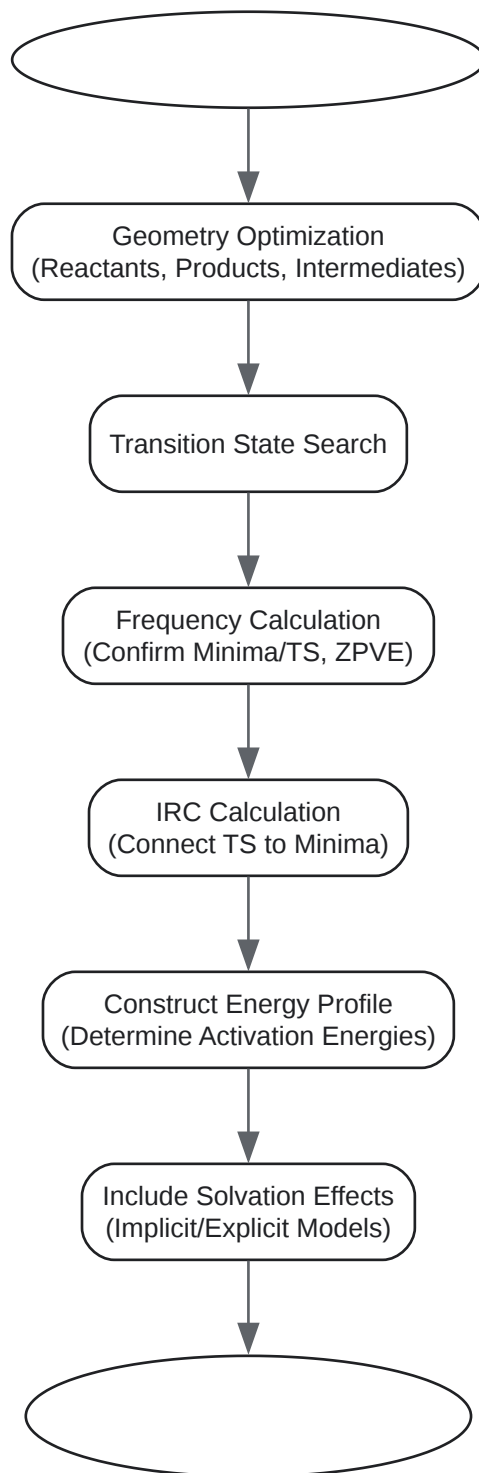 Geometry Optimization
(Reactants, Products, Intermediates)
Transition State Search
Frequency Calculation
(Confirm Minima/TS, ZPVE)
IRC Calculation
(Connect TS to Minima)
Construct Energy Profile
(Determine Activation Energies)
Include Solvation Effects
(Implicit/Explicit Models)